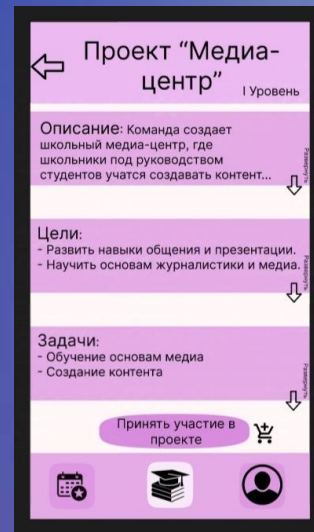 Проект “Медиа-
центр”
I Уровень
Описание: Команда создает
школьный медиа-центр, где
школьники под руководством
студентов учатся создавать контент...
Развернуть
Цели:
- Развить навыки общения и презентации.
- Научить основам журналистики и медиа.
Развернуть
Задачи:
- Обучение основам медиа
- Создание контента
Развернуть
Принять участие в
проекте